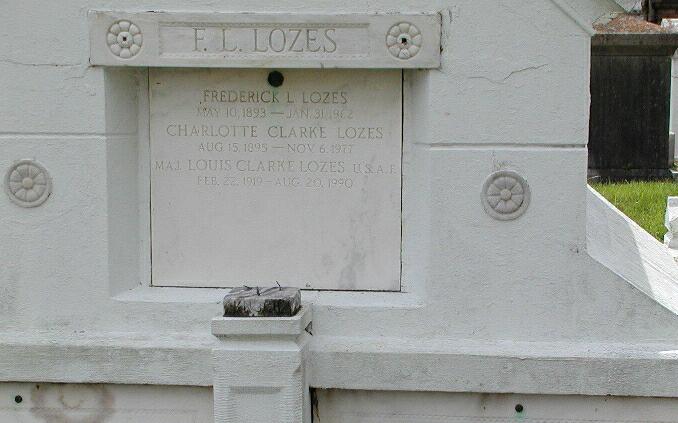 F. L. LOZES
FREDERICK L. LOZES
MAY 10, 1893 — JAN. 31, 1962
CHARLOTTE CLARKE LOZES
AUG. 15, 1895 — NOV. 6, 1977
MAJ. LOUIS CLARKE LOZES U.S.A.F.
FEB. 22, 1919 — AUG. 20, 1990